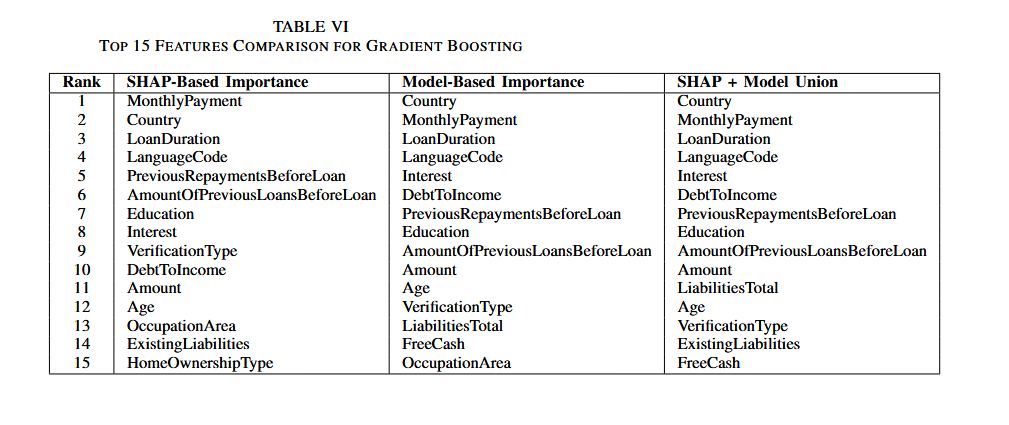 TABLE VI
TOP 15 FEATURES COMPARISON FOR GRADIENT BOOSTING
Rank SHAP-Based Importance Model-Based Importance SHAP + Model Union
1 MonthlyPayment Country Country
2 Country MonthlyPayment MonthlyPayment
3 LoanDuration LoanDuration LoanDuration
4 LanguageCode LanguageCode LanguageCode
5 PreviousRepaymentsBeforeLoan Interest Interest
6 AmountOfPreviousLoansBeforeLoan DebtToIncome DebtToIncome
7 Education PreviousRepaymentsBeforeLoan PreviousRepaymentsBeforeLoan
8 Interest Education Education
9 VerificationType AmountOfPreviousLoansBeforeLoan AmountOfPreviousLoansBeforeLoan
10 DebtToIncome Amount Amount
11 Amount Age LiabilitiesTotal
12 Age VerificationType Age
13 OccupationArea LiabilitiesTotal VerificationType
14 ExistingLiabilities FreeCash ExistingLiabilities
15 HomeOwnershipType OccupationArea FreeCash